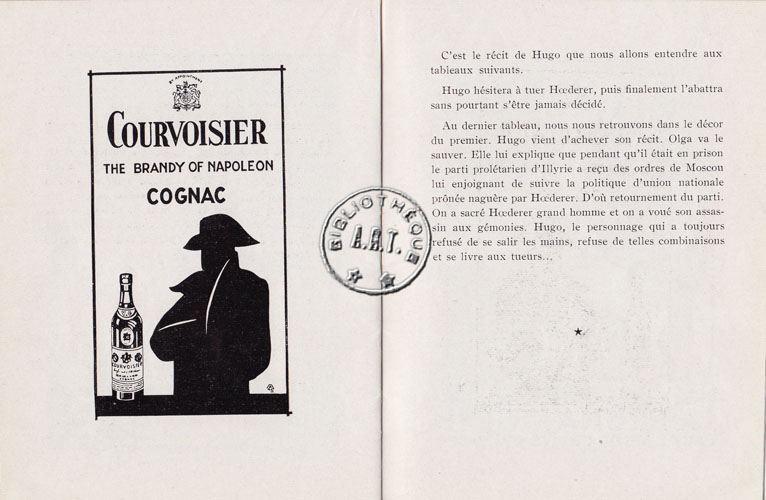 BY APPOINTMENT
COURVOISIER
THE BRANDY OF NAPOLEON
COGNAC
COURVOISIER
C'est le récit de Hugo que nous allons entendre aux
tableaux suivants.
Hugo hésitera à tuer Hœderer, puis finalement l'abattra
sans pourtant s'être jamais décidé.
Au dernier tableau, nous nous retrouvons dans le décor
du premier. Hugo vient d'achever son récit. Olga va le
sauver. Elle lui explique que pendant qu'il était en prison
le parti prolétarien d'Illyrie a reçu des ordres de Moscou
lui enjoignant de suivre la politique d'union nationale
prônée naguère par Hœderer. D'où retournement du parti.
On a sacré Hœderer grand homme et on a voué son assas-
sin aux gémonies. Hugo, le personnage qui a toujours
refusé de se salir les mains, refuse de telles combinaisons
et se livre aux tueurs...
BIBLIOTHÈQUE
A.R.T.